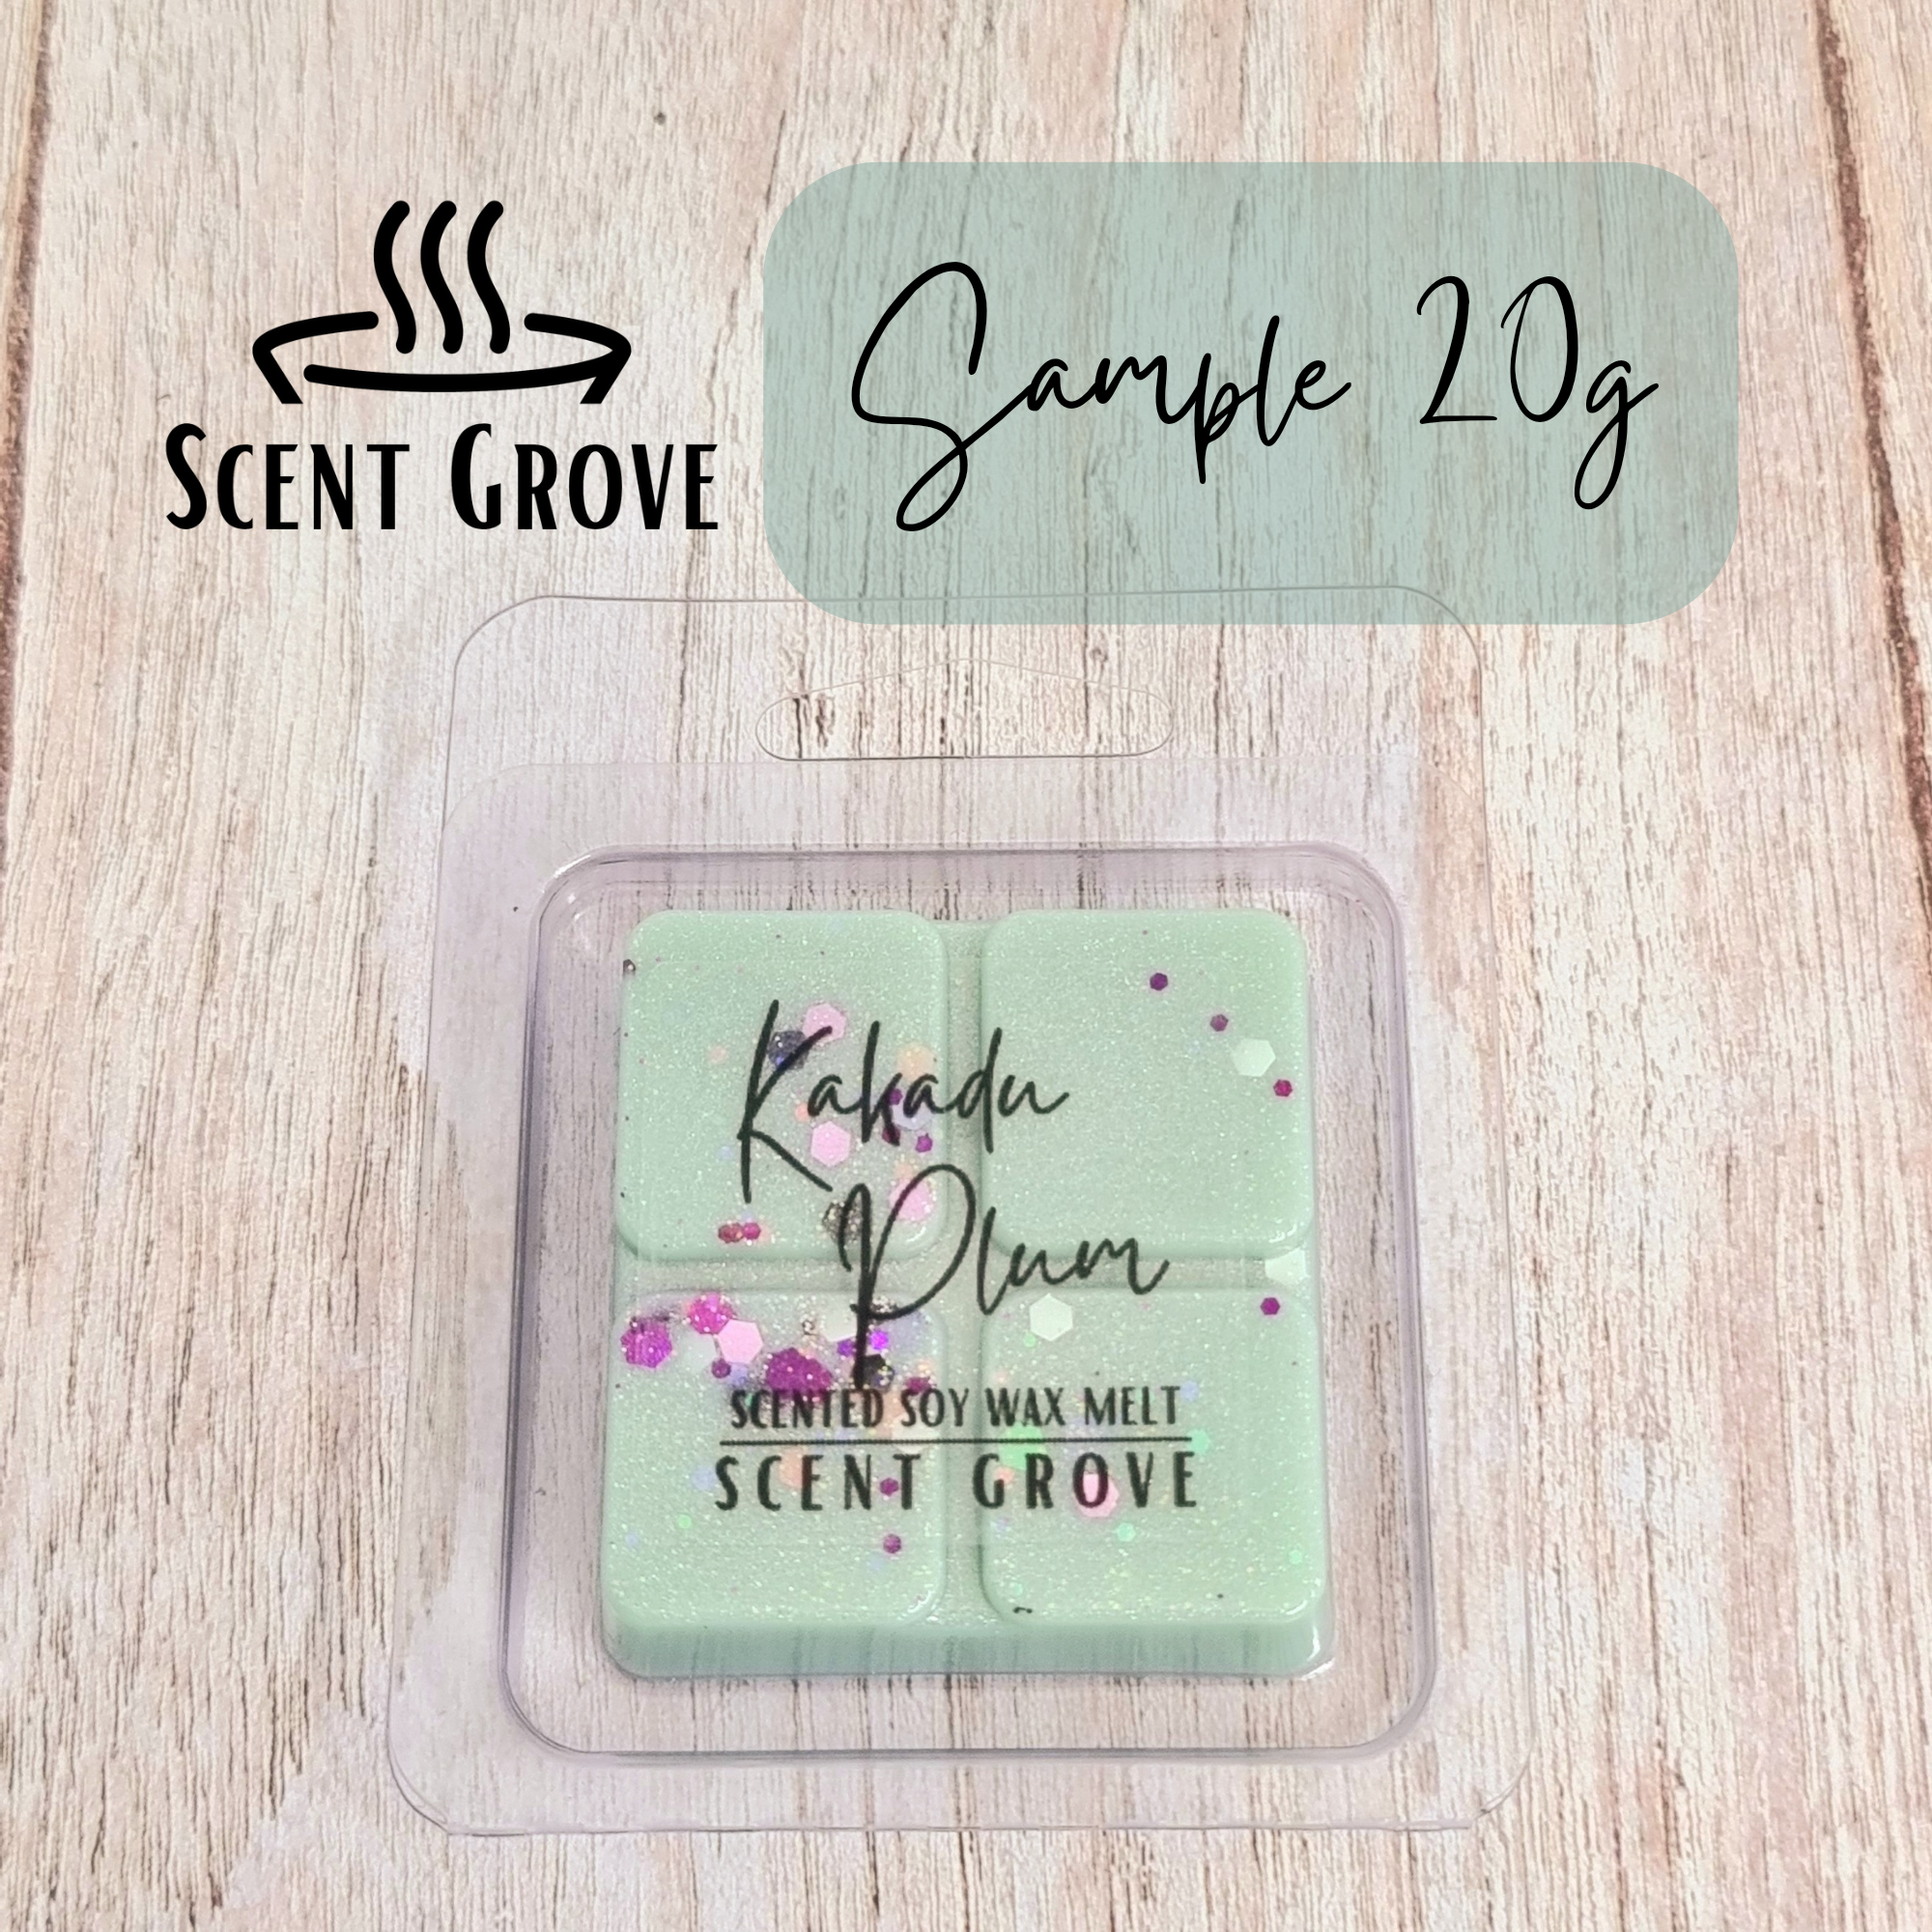 SCENT GROVE
Sample 20g
Kakadu
Plum
SCENTED SOY WAX MELT
SCENT GROVE